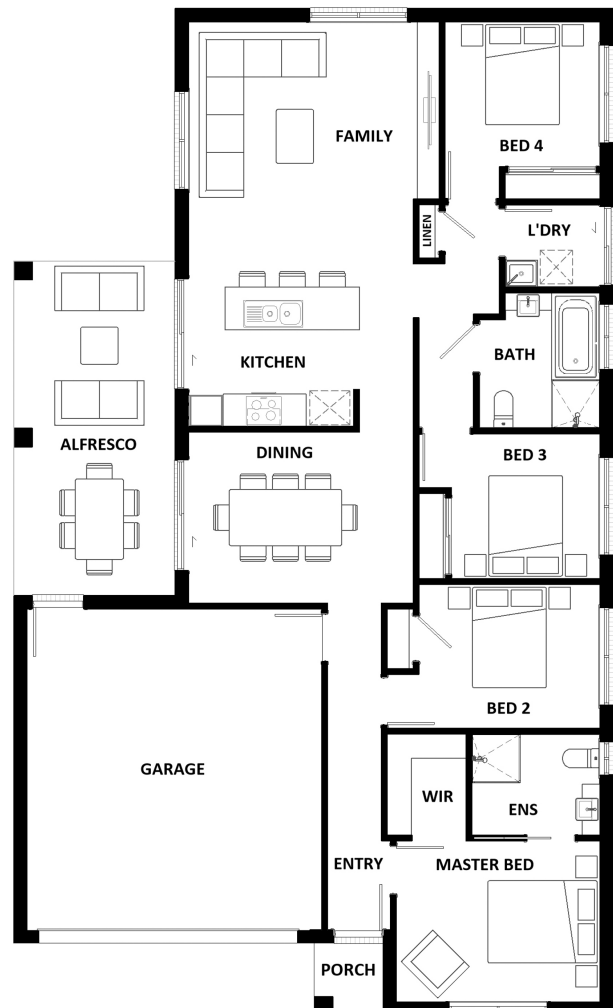 FAMILY
BED 4
LINEN
L'DRY
BATH
KITCHEN
ALFRESCO
DINING
BED 3
BED 2
GARAGE
WIR
ENS
ENTRY
MASTER BED
PORCH